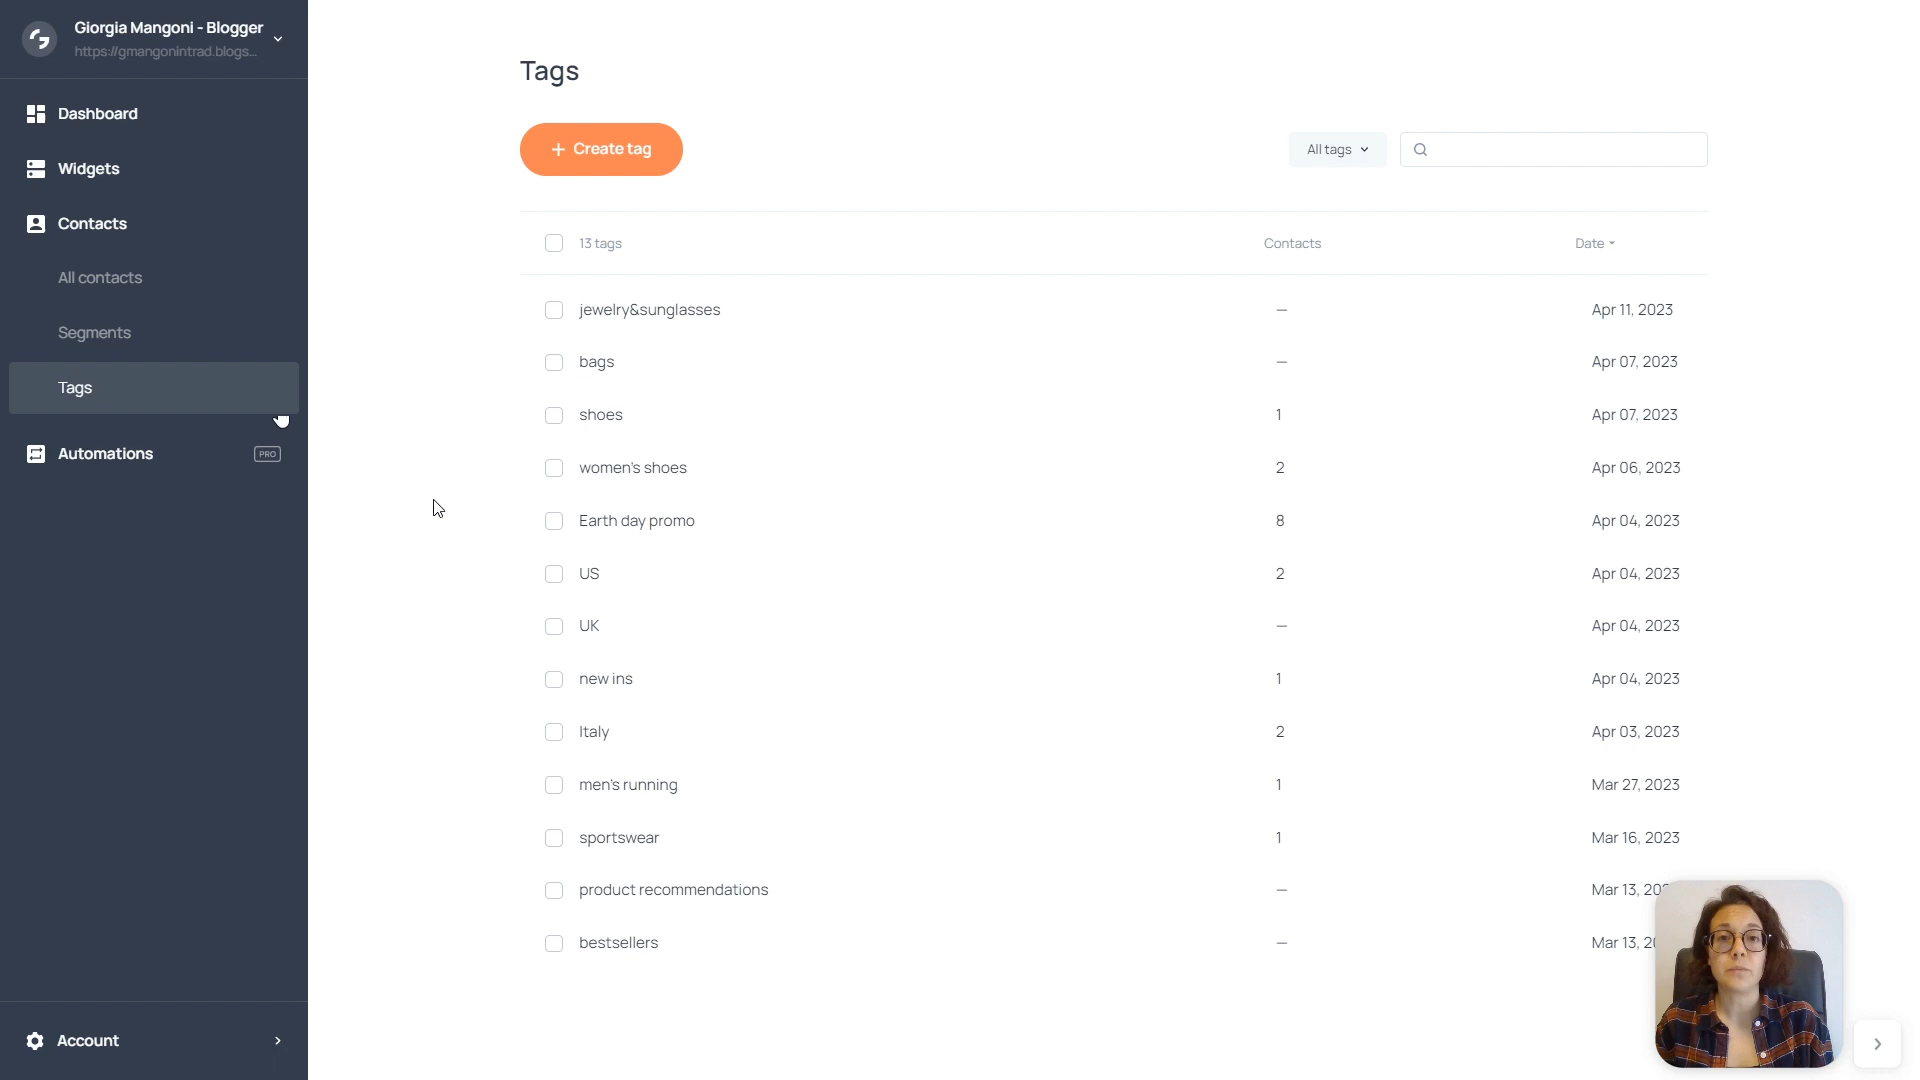 Giorgia Mangoni - Blogger
https://gmangonintrad.blogs...
Dashboard
Widgets
Contacts
All contacts
Segments
Tags
Automations PRO
Account
Tags
+ Create tag
All tags
13 tags Contacts Date
jewelry&sunglasses — Apr 11, 2023
bags — Apr 07, 2023
shoes 1 Apr 07, 2023
women's shoes 2 Apr 06, 2023
Earth day promo 8 Apr 04, 2023
US 2 Apr 04, 2023
UK — Apr 04, 2023
new ins 1 Apr 04, 2023
Italy 2 Apr 03, 2023
men's running 1 Mar 27, 2023
sportswear 1 Mar 16, 2023
product recommendations — Mar 13,
bestsellers — Mar 13,